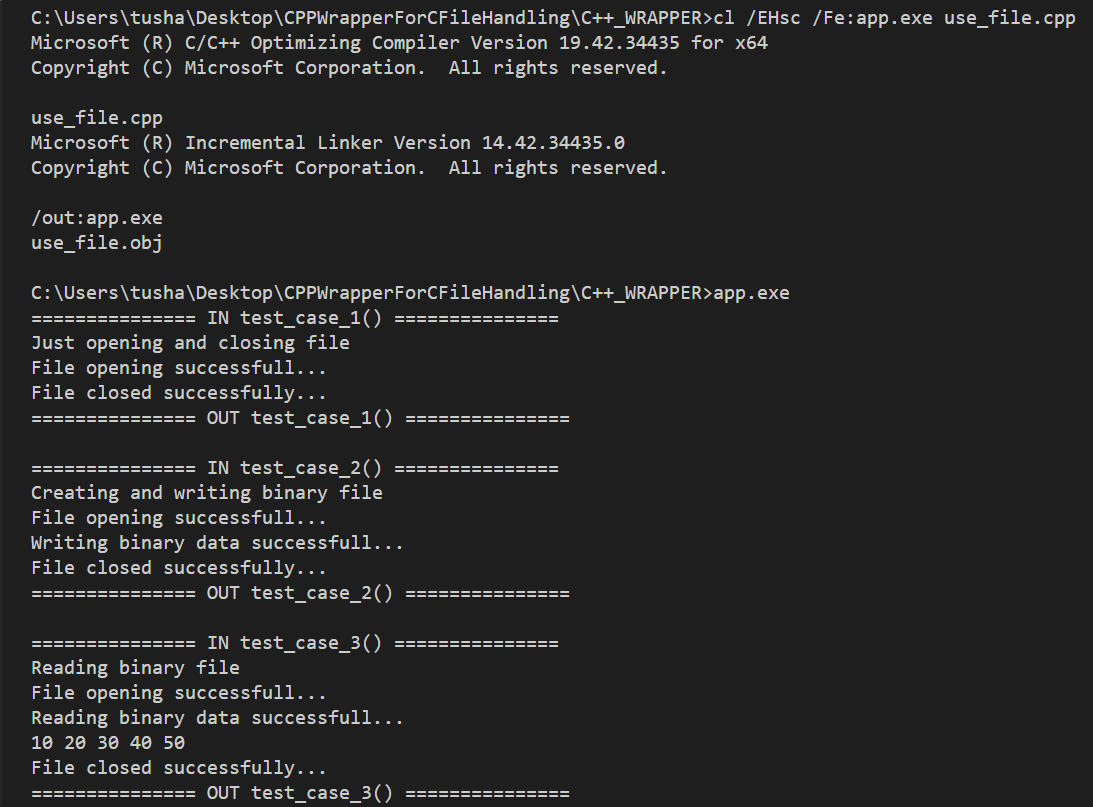 C:\Users\tusha\Desktop\CPPWrapperForCFileHandling\C++_WRAPPER>cl /EHsc /Fe:app.exe use_file.cpp
Microsoft (R) C/C++ Optimizing Compiler Version 19.42.34435 for x64
Copyright (C) Microsoft Corporation.  All rights reserved.

use_file.cpp
Microsoft (R) Incremental Linker Version 14.42.34435.0
Copyright (C) Microsoft Corporation.  All rights reserved.

/out:app.exe
use_file.obj

C:\Users\tusha\Desktop\CPPWrapperForCFileHandling\C++_WRAPPER>app.exe
=============== IN test_case_1() ===============
Just opening and closing file
File opening successfull...
File closed successfully...
=============== OUT test_case_1() ===============

=============== IN test_case_2() ===============
Creating and writing binary file
File opening successfull...
Writing binary data successfull...
File closed successfully...
=============== OUT test_case_2() ===============

=============== IN test_case_3() ===============
Reading binary file
File opening successfull...
Reading binary data successfull...
10 20 30 40 50
File closed successfully...
=============== OUT test_case_3() ===============